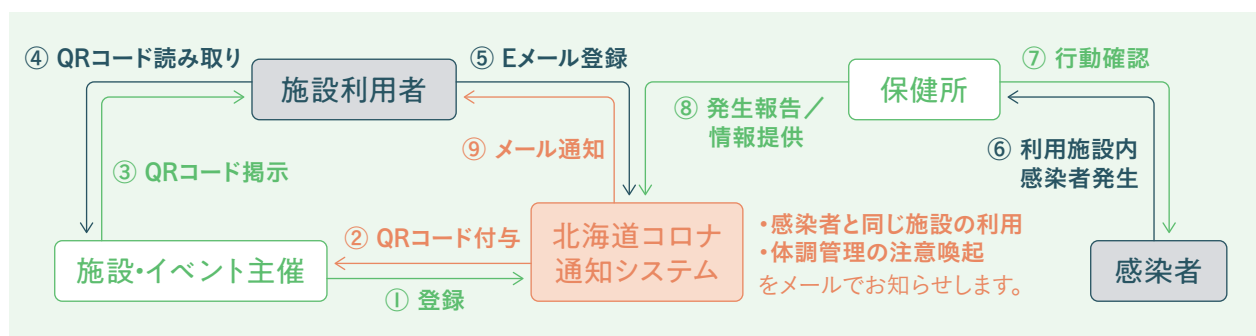 ④ QRコード読み取り
施設利用者
⑤ Eメール登録
保健所
⑦ 行動確認
③ QRコード掲示
⑨ メール通知
⑧ 発生報告／
情報提供
⑥ 利用施設内
感染者発生
施設・イベント主催
② QRコード付与
① 登録
北海道コロナ
通知システム
・感染者と同じ施設の利用
・体調管理の注意喚起
をメールでお知らせします。
感染者